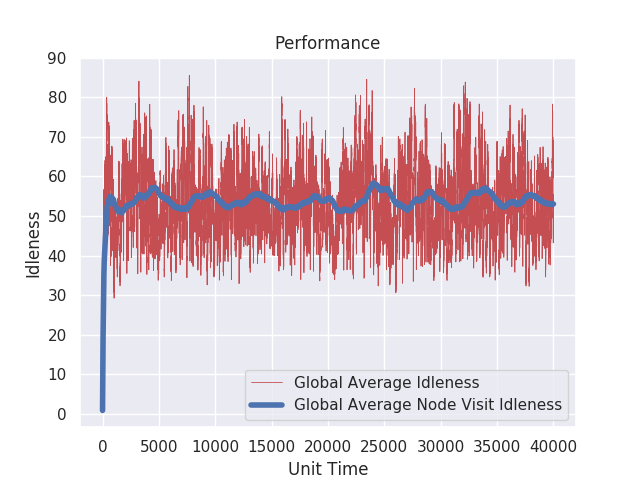 Performance
90
80
70
60
50
40
30
20
10
0
Idleness
0 5000 10000 15000 20000 25000 30000 35000 40000
Unit Time
Global Average Idleness
Global Average Node Visit Idleness